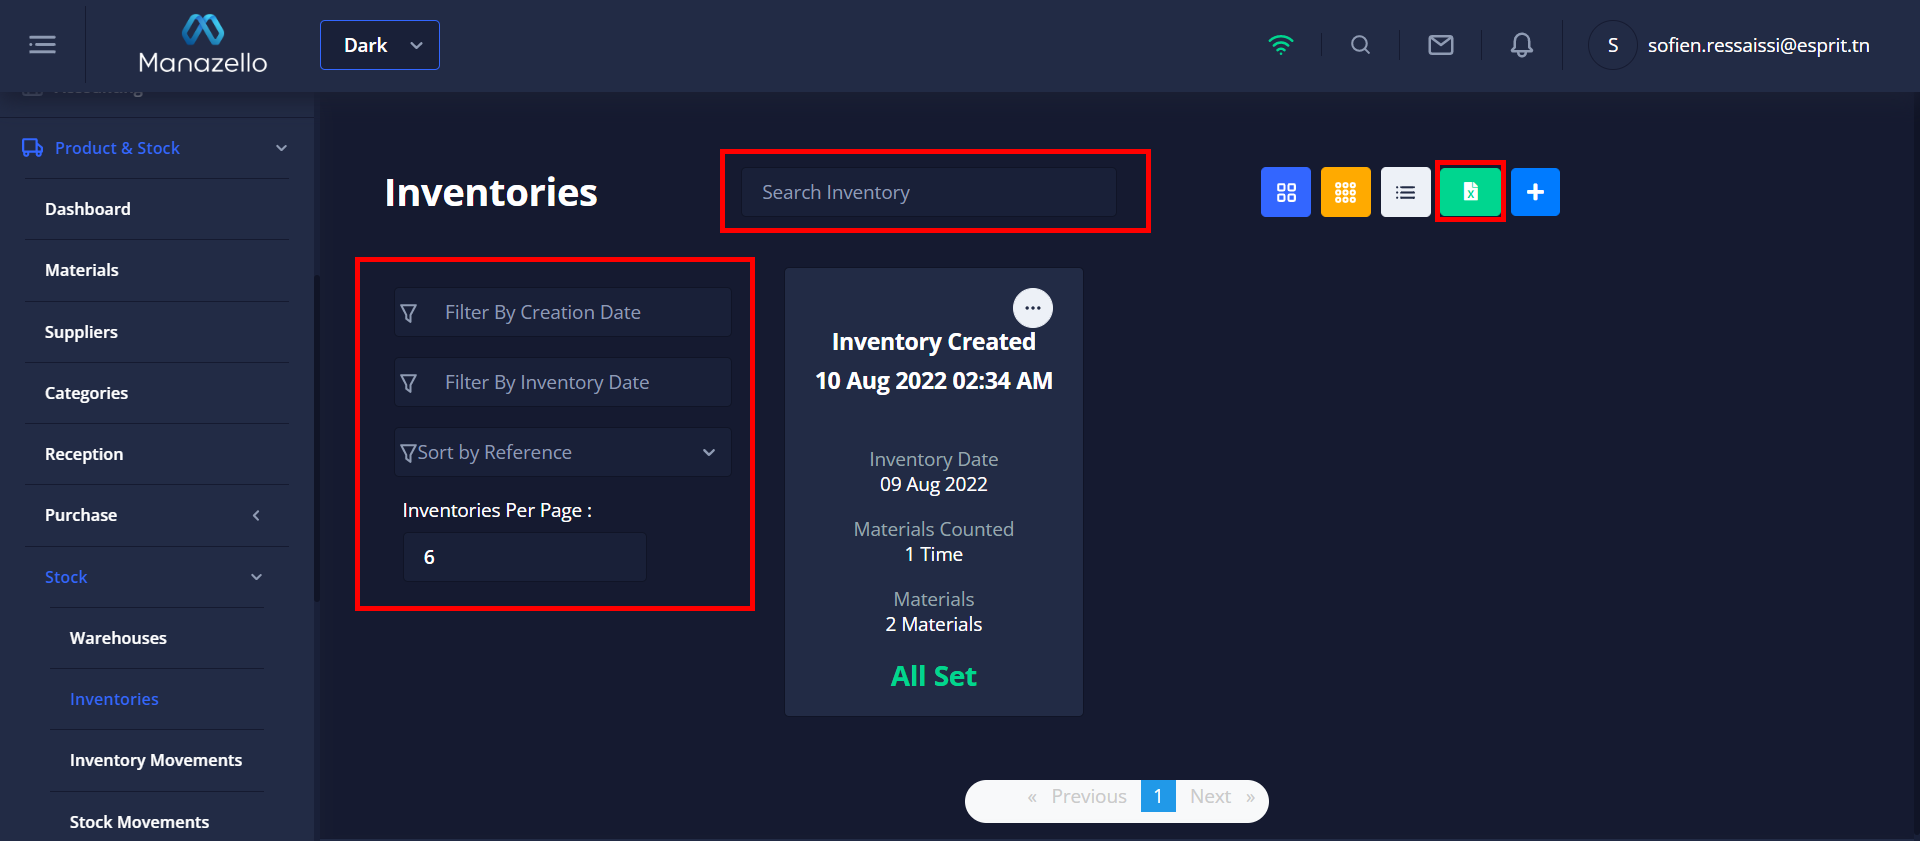 Manazello
Dark
S
sofien.ressaissi@esprit.tn
Product & Stock
Dashboard
Materials
Suppliers
Categories
Reception
Purchase
Stock
Warehouses
Inventories
Inventory Movements
Stock Movements
Inventories
Search Inventory
Filter By Creation Date
Filter By Inventory Date
Sort by Reference
Inventories Per Page :
6
Inventory Created
10 Aug 2022 02:34 AM
Inventory Date
09 Aug 2022
Materials Counted
1 Time
Materials
2 Materials
All Set
« Previous 1 Next »